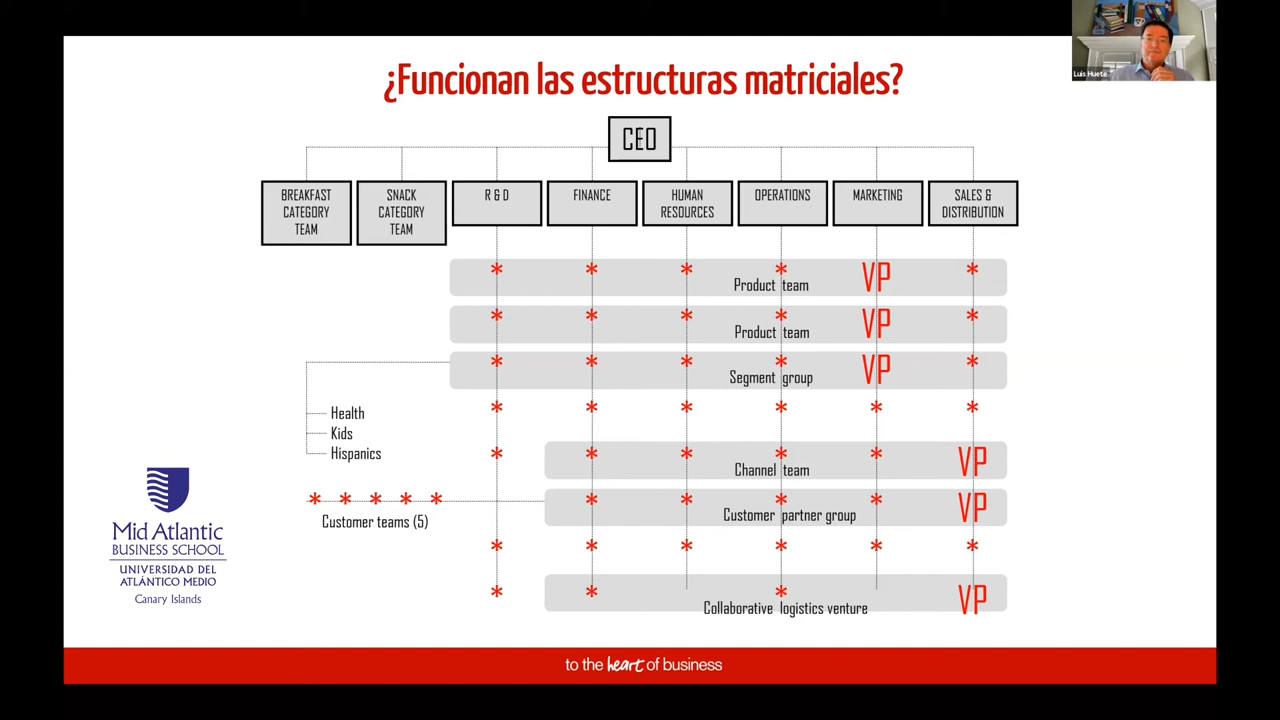 Luis Huete
¿Funcionan las estructuras matriciales?
CEO
BREAKFAST
CATEGORY
TEAM
SNACK
CATEGORY
TEAM
R & D
FINANCE
HUMAN
RESOURCES
OPERATIONS
MARKETING
SALES &
DISTRIBUTION
* * * * VP *
Product team
* * * * VP *
Product team
* * * * VP *
Segment group
* * * * * *
Health
Kids
Hispanics
* * * * * VP
Channel team
* * * * *
Customer teams (5)
* * * * VP
Customer partner group
* * * * * *
* * * VP
Collaborative logistics venture
Mid Atlantic
BUSINESS SCHOOL
UNIVERSIDAD DEL
ATLÁNTICO MEDIO
Canary Islands
to the heart of business